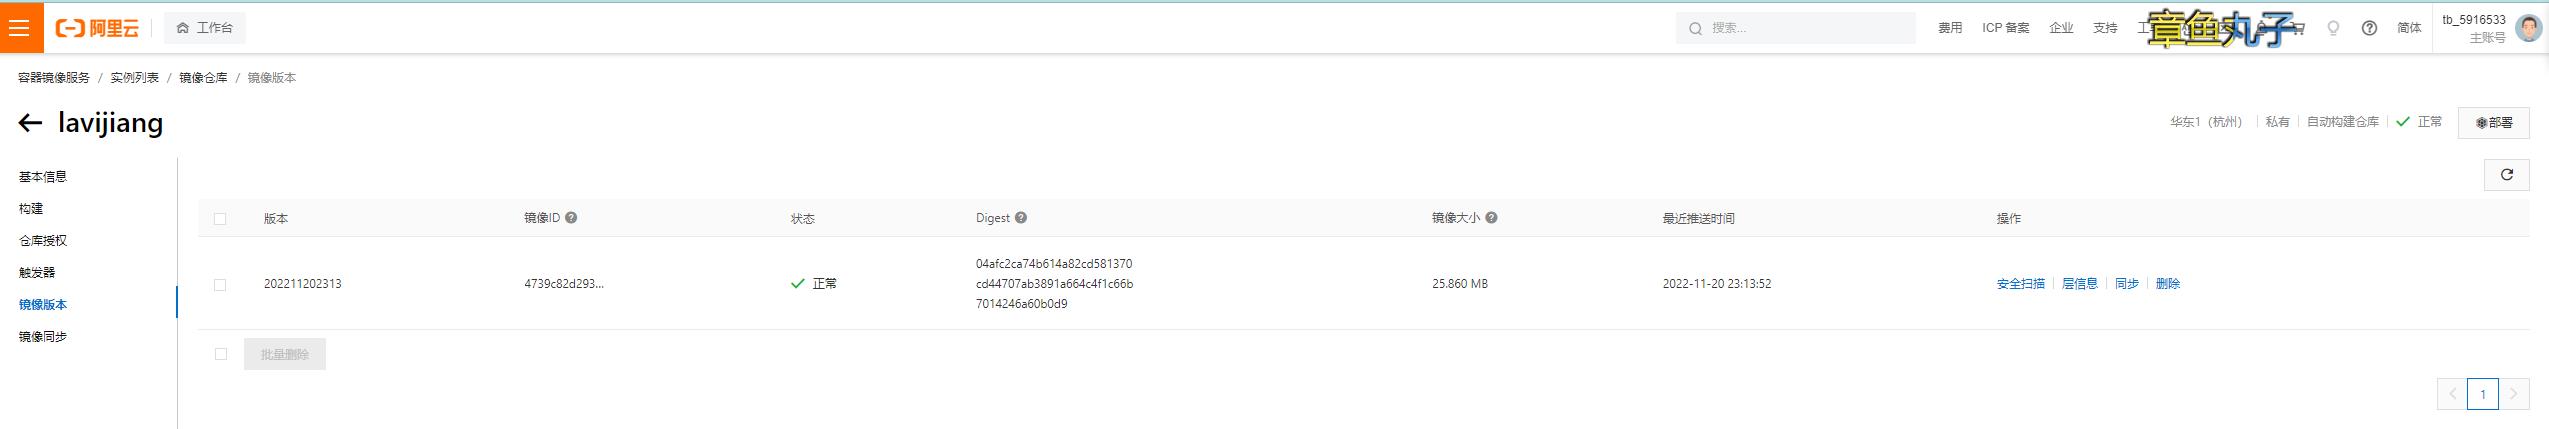 阿里云
工作台
搜索...
费用
ICP 备案
企业
支持
章鱼丸子
简体
tb_5916533
主账号
容器镜像服务 / 实例列表 / 镜像仓库 / 镜像版本
lavijiang
华东1（杭州）
私有
自动构建仓库
正常
部署
基本信息
构建
仓库授权
触发器
镜像版本
镜像同步
版本 镜像ID 状态 Digest 镜像大小 最近推送时间 操作
202211202313 4739c82d293... 正常
04afc2ca74b614a82cd581370
cd44707ab3891a664c4f1c66b
7014246a60b0d9
25.860 MB 2022-11-20 23:13:52 安全扫描 层信息 同步 删除
批量删除
1